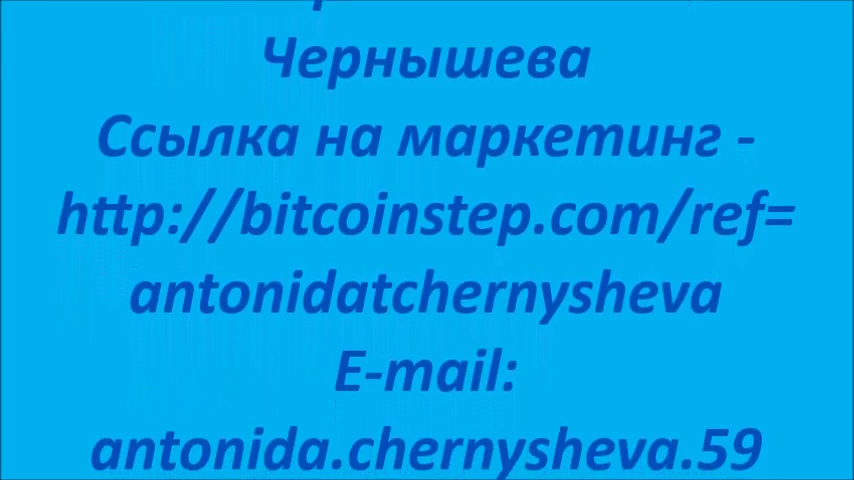 Чернышева
Ссылка на маркетинг -
http://bitcoinstep.com/ref=
antonidatchernysheva
E-mail:
antonida.chernysheva.59